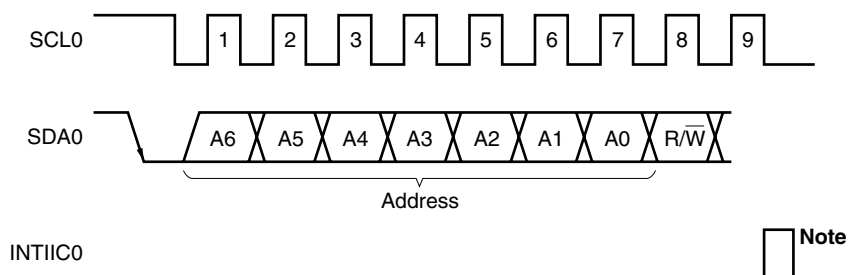 SCL0 1 2 3 4 5 6 7 8 9
SDA0 A6 A5 A4 A3 A2 A1 A0 R/W̅
Address
INTIIC0 Note